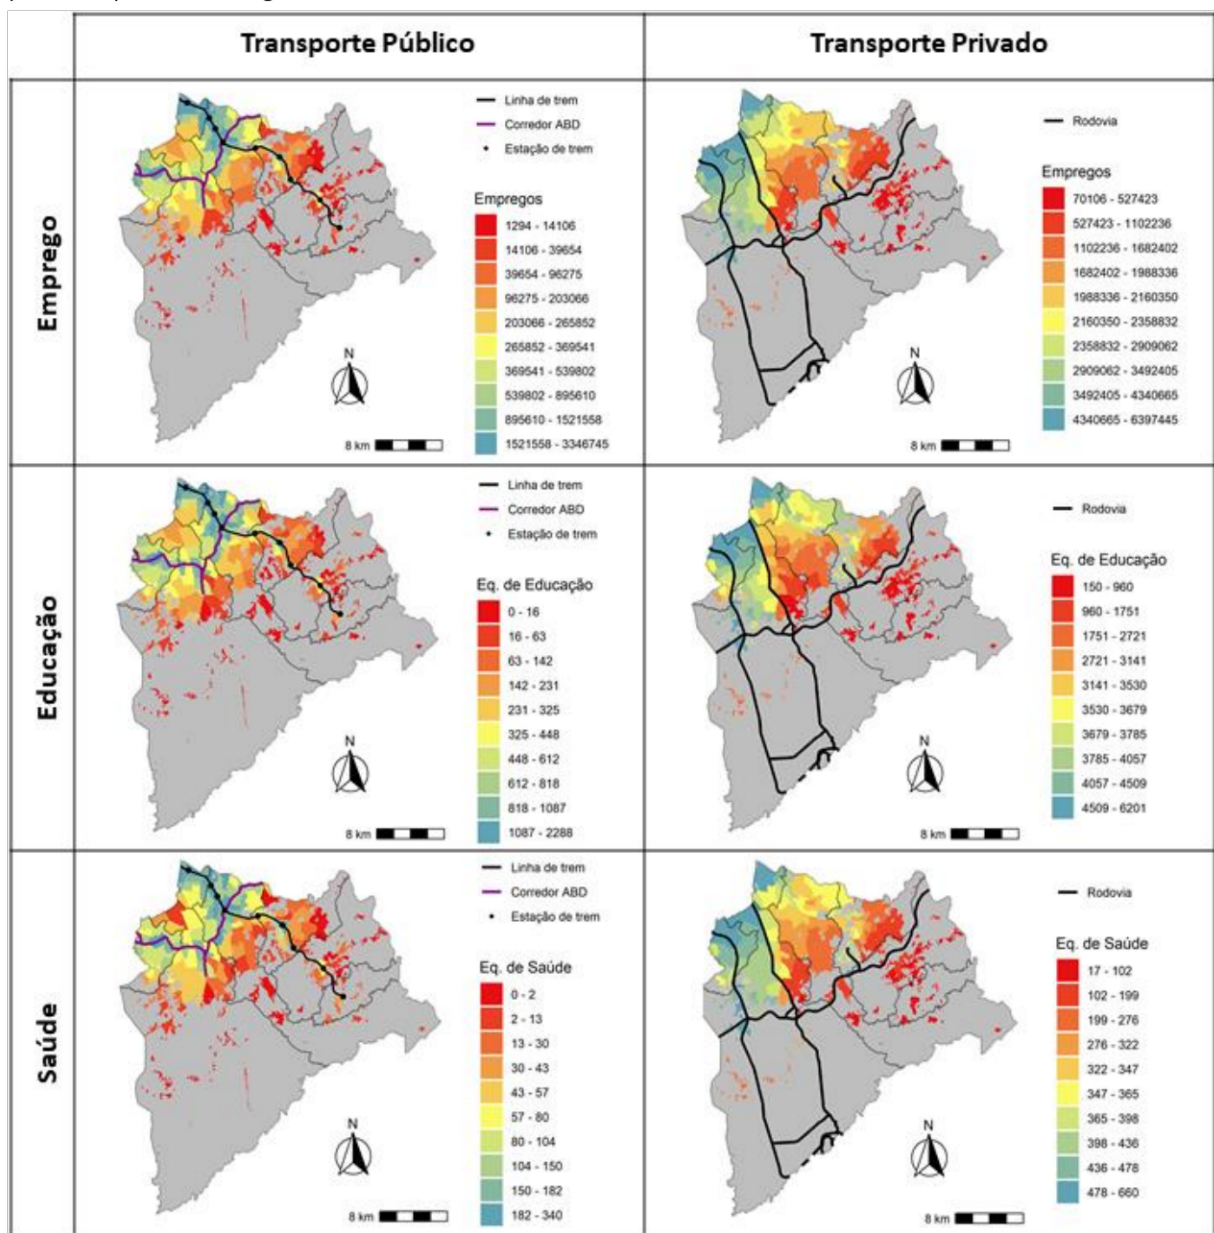 Transporte Público
Transporte Privado
Emprego
Linha de trem
Corredor ABD
Estação de trem
Empregos
1294 - 14106
14106 - 39654
39654 - 96275
96275 - 203066
203066 - 265852
265852 - 369541
369541 - 539802
539802 - 895610
895610 - 1521558
1521558 - 3346745
N
8 km
Rodovia
Empregos
70106 - 527423
527423 - 1102236
1102236 - 1682402
1682402 - 1988336
1988336 - 2160350
2160350 - 2358832
2358832 - 2909062
2909062 - 3492405
3492405 - 4340665
4340665 - 6397445
N
8 km
Educação
Linha de trem
Corredor ABD
Estação de trem
Eq. de Educação
0 - 16
16 - 63
63 - 142
142 - 231
231 - 325
325 - 448
448 - 612
612 - 818
818 - 1087
1087 - 2288
N
8 km
Rodovia
Eq. de Educação
150 - 960
960 - 1751
1751 - 2721
2721 - 3141
3141 - 3530
3530 - 3679
3679 - 3785
3785 - 4057
4057 - 4509
4509 - 6201
N
8 km
Saúde
Linha de trem
Corredor ABD
Estação de trem
Eq. de Saúde
0 - 2
2 - 13
13 - 30
30 - 43
43 - 57
57 - 80
80 - 104
104 - 150
150 - 182
182 - 340
N
8 km
Rodovia
Eq. de Saúde
17 - 102
102 - 199
199 - 276
276 - 322
322 - 347
347 - 365
365 - 398
398 - 436
436 - 478
478 - 660
N
8 km